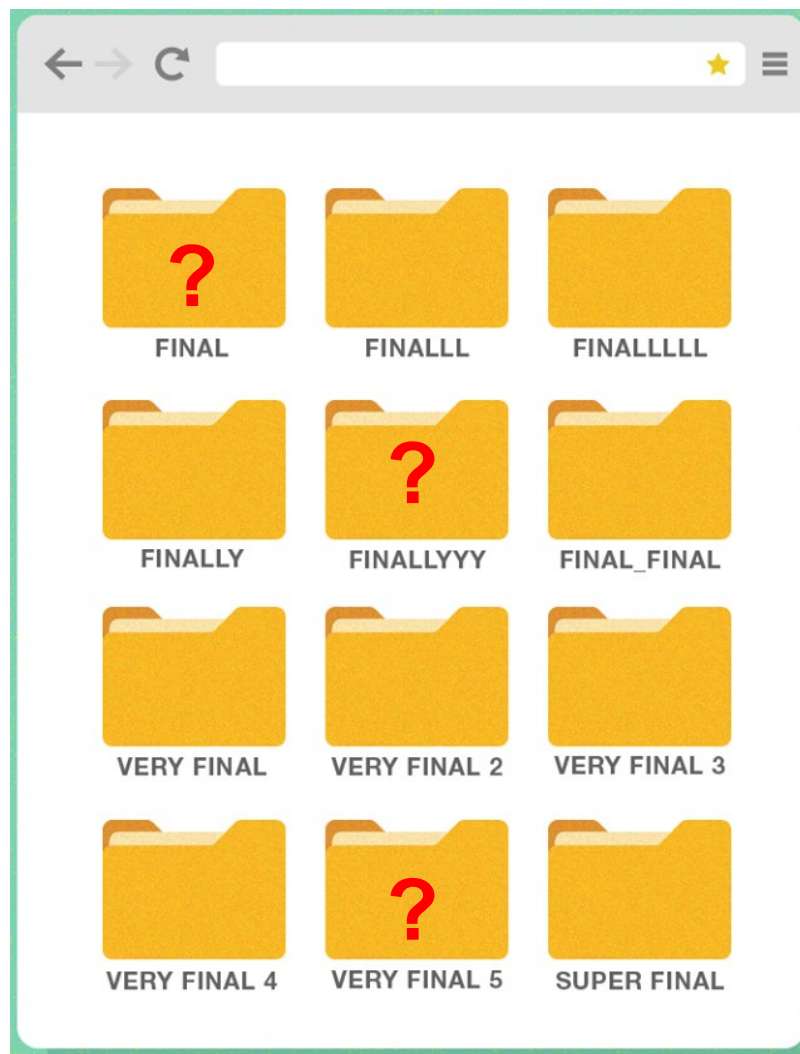 ?
FINAL
FINALLL
FINALLLLL
FINALLY
?
FINALLYYY
FINAL_FINAL
VERY FINAL
VERY FINAL 2
VERY FINAL 3
VERY FINAL 4
?
VERY FINAL 5
SUPER FINAL